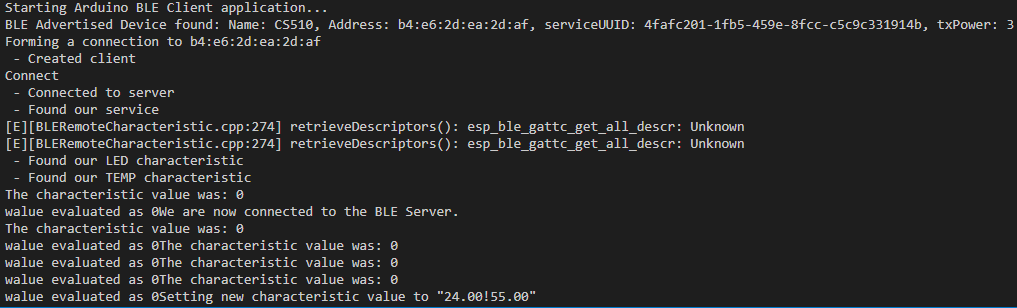 Starting Arduino BLE Client application...
BLE Advertised Device found: Name: CS510, Address: b4:e6:2d:ea:2d:af, serviceUUID: 4fafc201-1fb5-459e-8fcc-c5c9c331914b, txPower: 3
Forming a connection to b4:e6:2d:ea:2d:af
 - Created client
Connect
 - Connected to server
 - Found our service
[E][BLERemoteCharacteristic.cpp:274] retrieveDescriptors(): esp_ble_gattc_get_all_descr: Unknown
[E][BLERemoteCharacteristic.cpp:274] retrieveDescriptors(): esp_ble_gattc_get_all_descr: Unknown
 - Found our LED characteristic
 - Found our TEMP characteristic
The characteristic value was: 0
walue evaluated as 0We are now connected to the BLE Server.
The characteristic value was: 0
walue evaluated as 0The characteristic value was: 0
walue evaluated as 0The characteristic value was: 0
walue evaluated as 0The characteristic value was: 0
walue evaluated as 0Setting new characteristic value to "24.00!55.00"